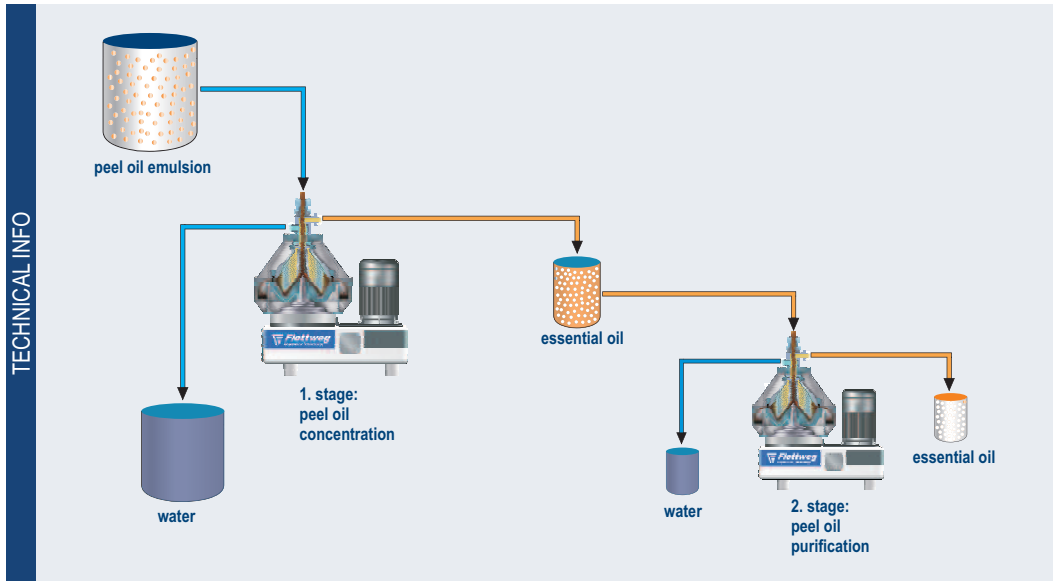 TECHNICAL INFO
peel oil emulsion
Flottweg
1. stage:
peel oil
concentration
water
essential oil
Flottweg
2. stage:
peel oil
purification
water
essential oil